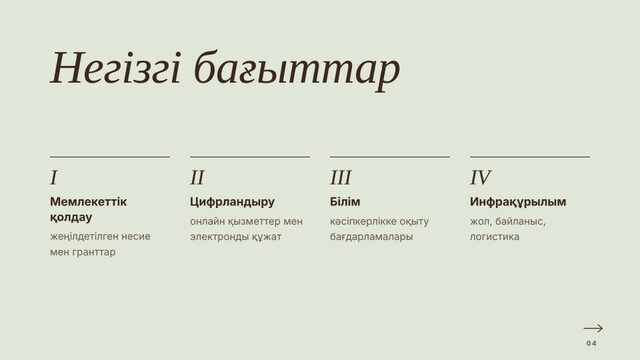 Негізгі бағыттар
I
Мемлекеттік
қолдау
жеңілдетілген несие
мен гранттар
II
Цифрландыру
онлайн қызметтер мен
электронды құжат
III
Білім
кәсіпкерлікке оқыту
бағдарламалары
IV
Инфрақұрылым
жол, байланыс,
логистика
04